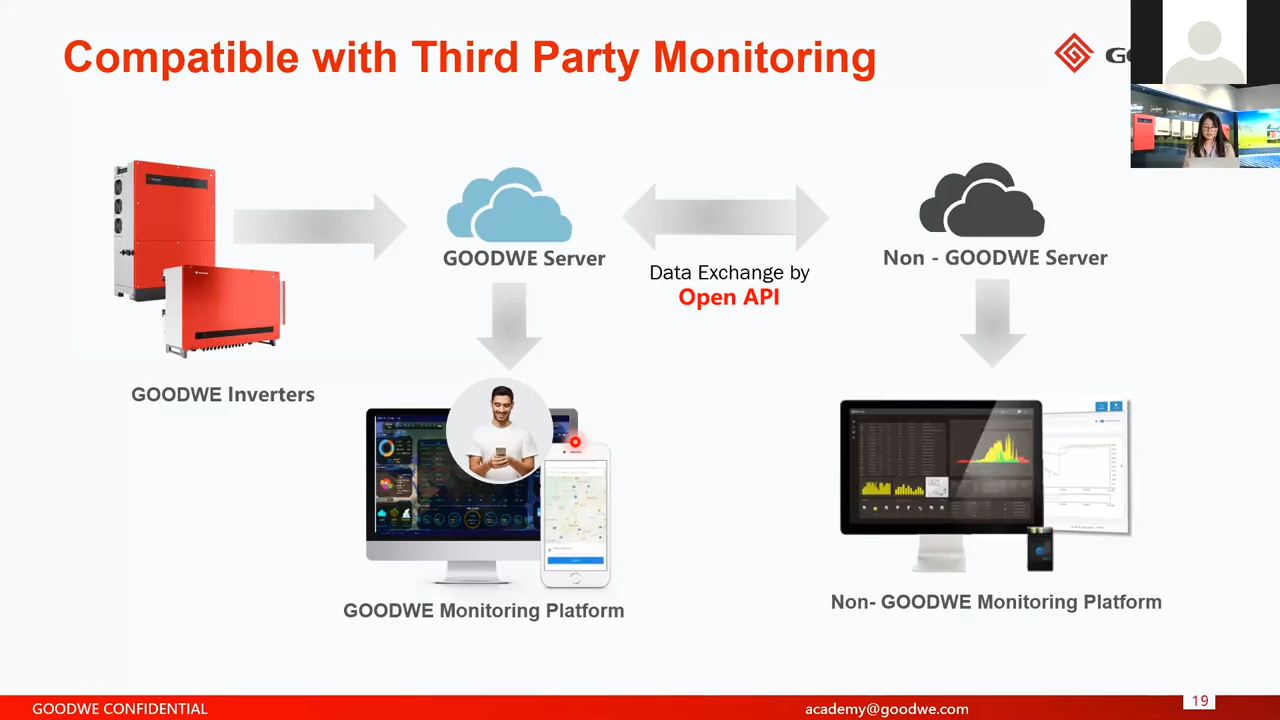 Compatible with Third Party Monitoring
GOODWE Server
Non - GOODWE Server
Data Exchange by
Open API
GOODWE Inverters
GOODWE Monitoring Platform
Non- GOODWE Monitoring Platform
GOODWE CONFIDENTIAL
academy@goodwe.com
19